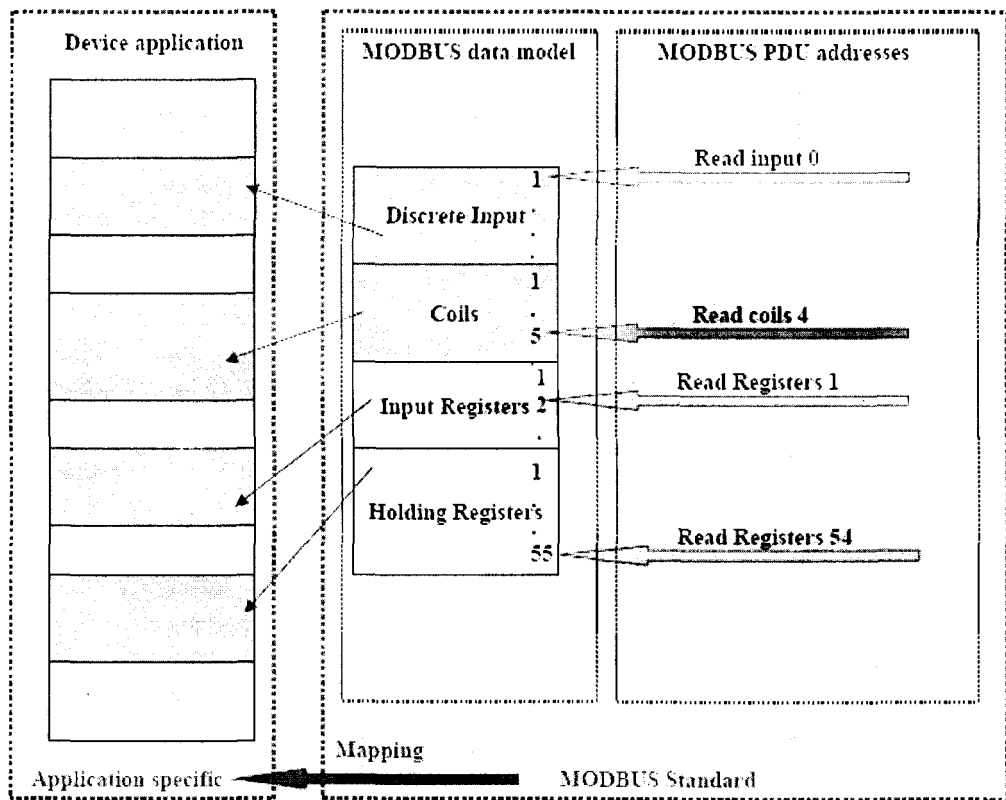 Device application
MODBUS data model
MODBUS PDU addresses
Read input 0
1
Discrete Input
1
Coils
5
Read coils 4
1
Input Registers 2
Read Registers 1
1
Holding Registers
55
Read Registers 54
Mapping
Application specific
MODBUS Standard